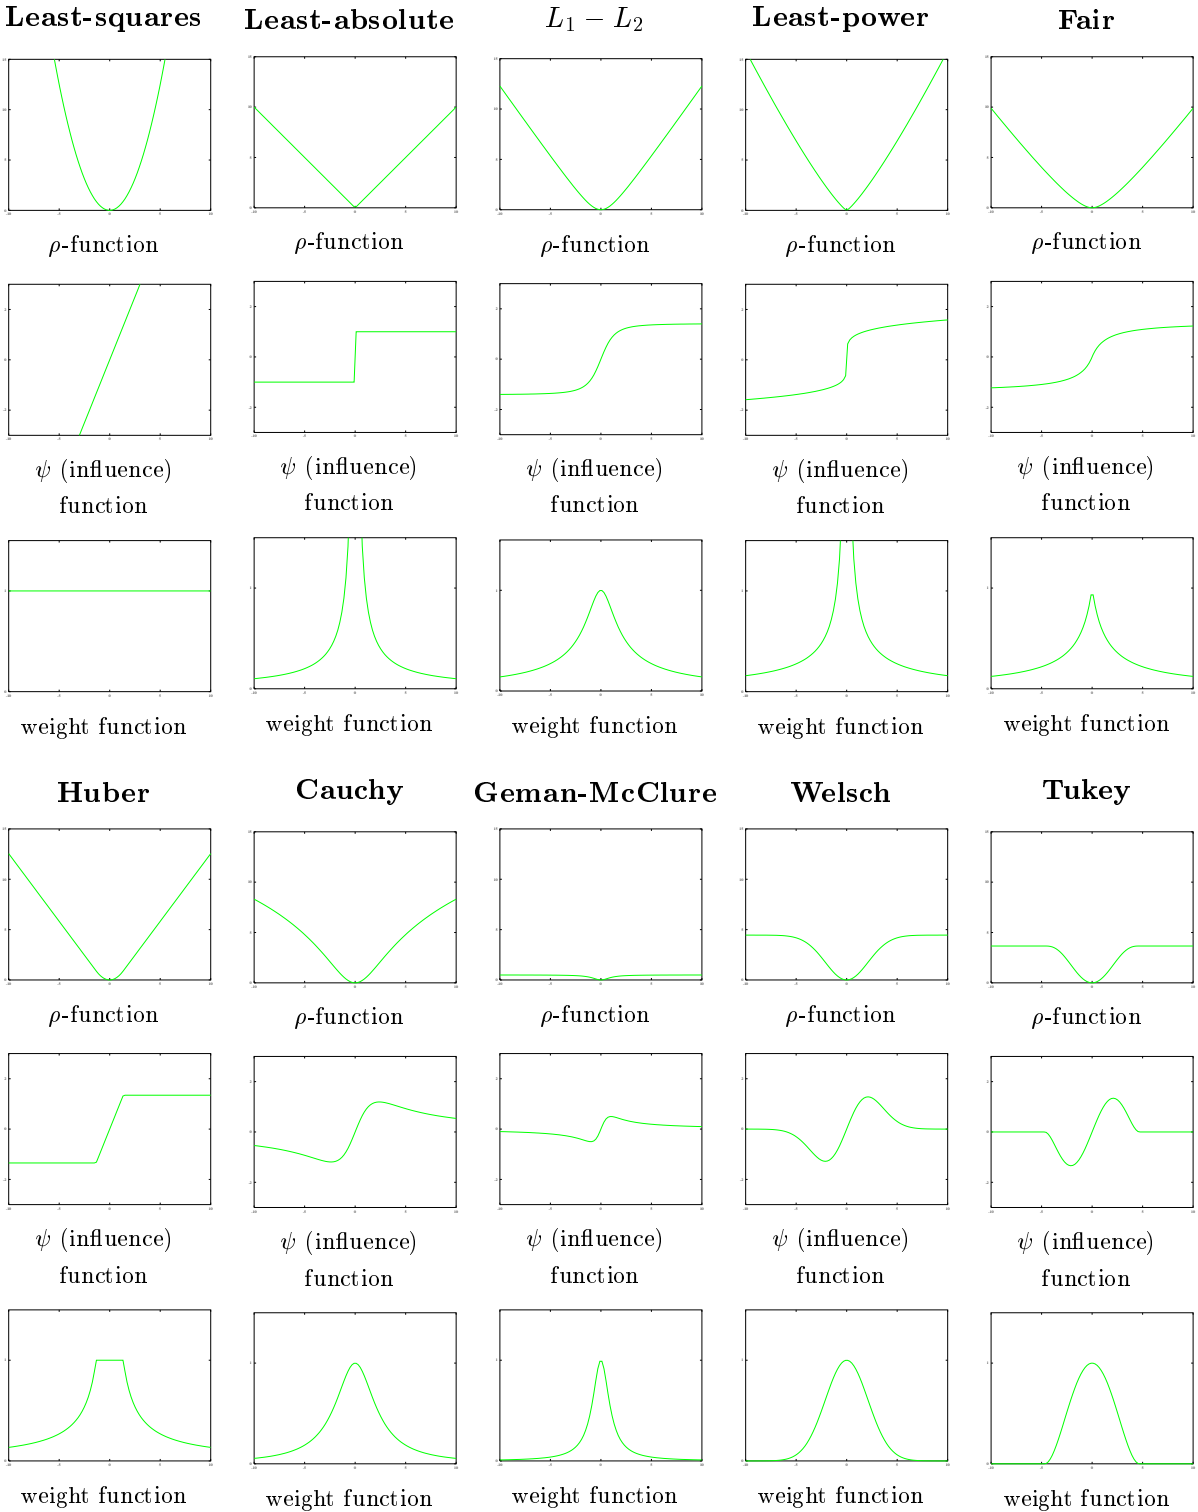 Least-squares Least-absolute L₁ − L₂ Least-power Fair
ρ-function ρ-function ρ-function ρ-function ρ-function
ψ (influence) ψ (influence) ψ (influence) ψ (influence) ψ (influence)
function function function function function
weight function weight function weight function weight function weight function
Huber Cauchy Geman-McClure Welsch Tukey
ρ-function ρ-function ρ-function ρ-function ρ-function
ψ (influence) ψ (influence) ψ (influence) ψ (influence) ψ (influence)
function function function function function
weight function weight function weight function weight function weight function